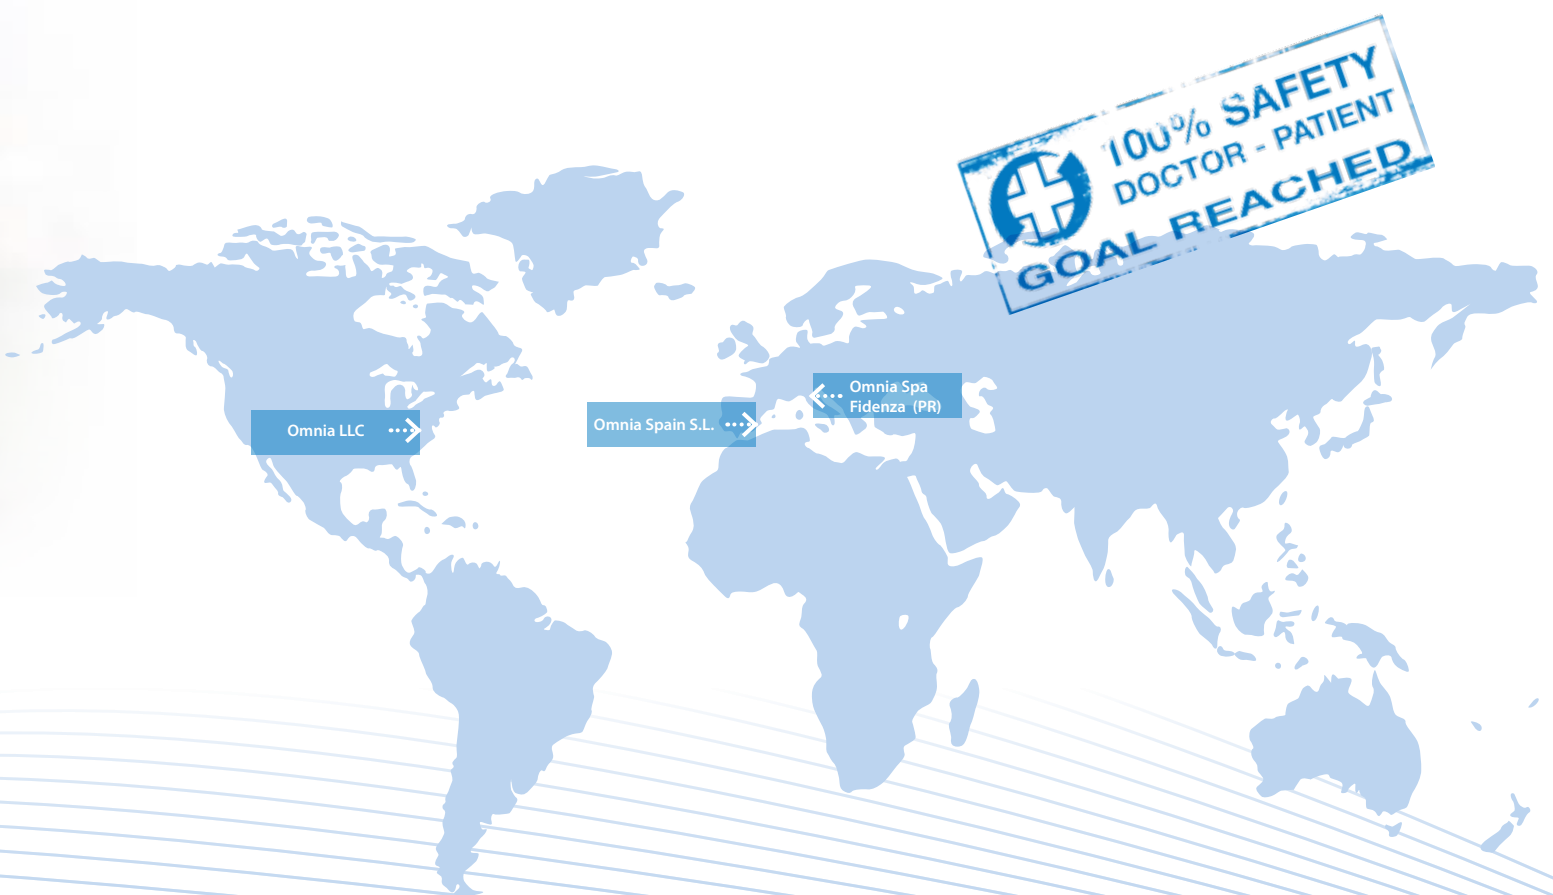 100% SAFETY
DOCTOR - PATIENT
GOAL REACHED
Omnia Spa
Fidenza (PR)
Omnia Spain S.L.
Omnia LLC